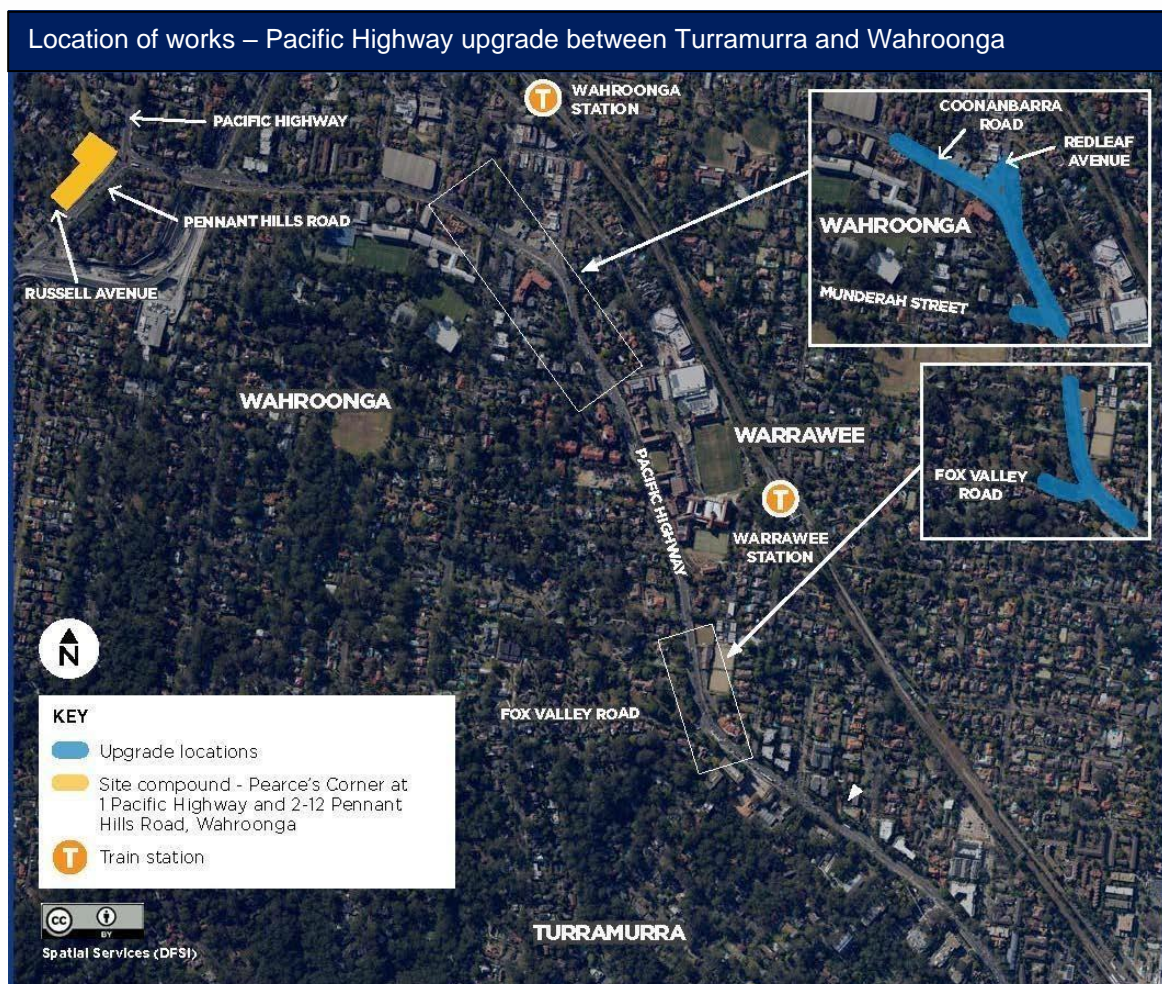 Location of works – Pacific Highway upgrade between Turramurra and Wahroonga
T
WAHROONGA
STATION
PACIFIC HIGHWAY
PENNANT HILLS ROAD
RUSSELL AVENUE
COONANBARRA
ROAD
REDLEAF
AVENUE
WAHROONGA
MUNDERAH STREET
WAHROONGA
WARRAWEE
PACIFIC HIGHWAY
T
WARRAWEE
STATION
FOX VALLEY
ROAD
FOX VALLEY ROAD
N
KEY
Upgrade locations
Site compound - Pearce's Corner at
1 Pacific Highway and 2-12 Pennant
Hills Road, Wahroonga
T
Train station
cc
BY
Spatial Services (DFSI)
TURRAMURRA